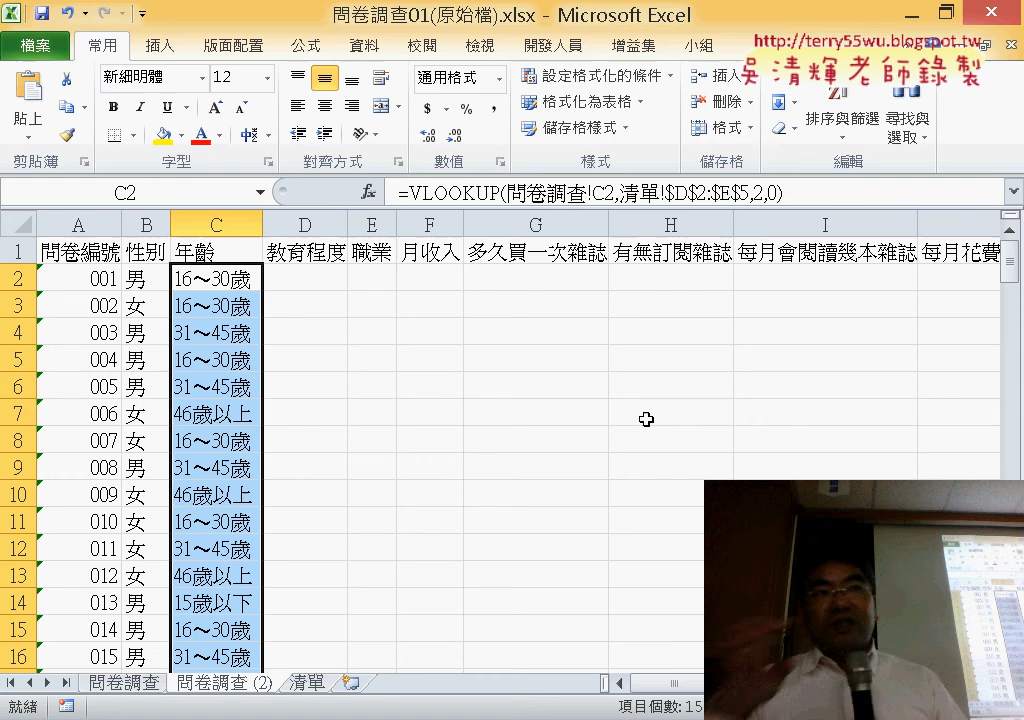 問卷調查01(原始檔).xlsx - Microsoft Excel
檔案 常用 插入 版面配置 公式 資料 校閱 檢視 開發人員 增益集 小組
http://terry55wu.blogspot.tw
吳清輝老師錄製
貼上
新細明體 12
B I U A A
通用格式
$ % ,
設定格式化的條件
格式化為表格
儲存格樣式
插入
刪除
格式
排序與篩選 尋找與
選取
剪貼簿 字型 對齊方式 數值 樣式 儲存格 編輯
C2 fx =VLOOKUP(問卷調查!C2,清單!$D$2:$E$5,2,0)
A B C D E F G H I
1 問卷編號 性別 年齡 教育程度 職業 月收入 多久買一次雜誌 有無訂閱雜誌 每月會閱讀幾本雜誌 每月花費
2 001 男 16～30歲
3 002 女 16～30歲
4 003 男 31～45歲
5 004 男 16～30歲
6 005 男 31～45歲
7 006 女 46歲以上
8 007 女 16～30歲
9 008 男 31～45歲
10 009 女 46歲以上
11 010 女 16～30歲
12 011 女 31～45歲
13 012 女 46歲以上
14 013 男 15歲以下
15 014 男 16～30歲
16 015 男 31～45歲
問卷調查 問卷調查 (2) 清單
就緒 項目個數: 15